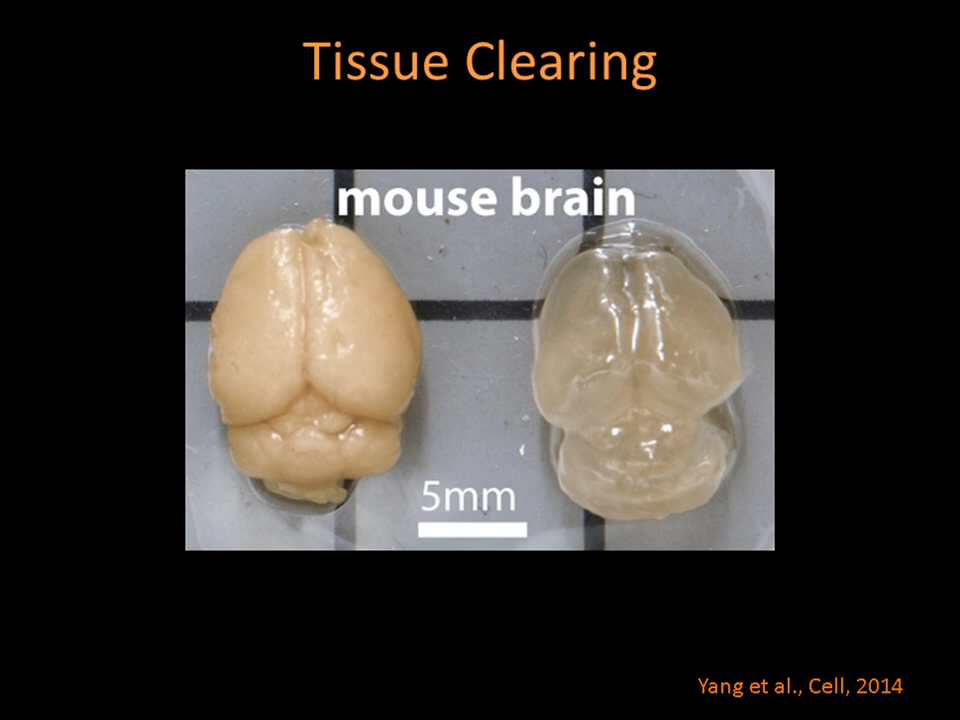 Tissue Clearing
mouse brain
5mm
Yang et al., Cell, 2014